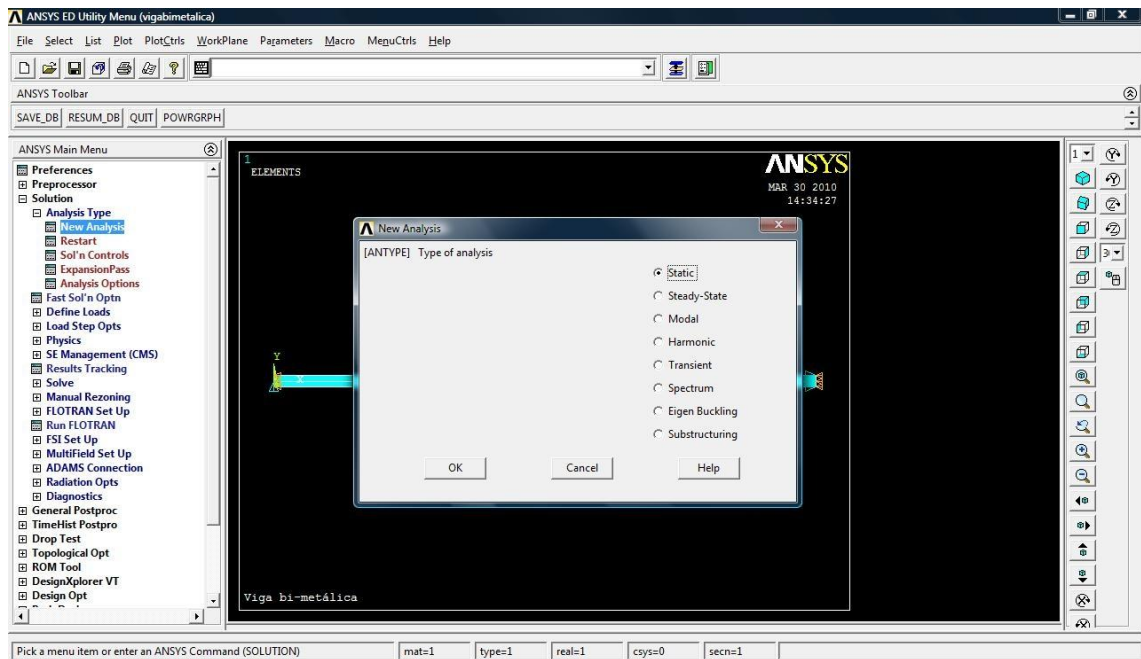 ANSYS ED Utility Menu (vigabimetalica)
File Select List Plot PlotCtrls WorkPlane Parameters Macro MenuCtrls Help
ANSYS Toolbar
SAVE_DB RESUM_DB QUIT POWRGRPH
ANSYS Main Menu
Preferences
Preprocessor
Solution
Analysis Type
New Analysis
Restart
Sol'n Controls
ExpansionPass
Analysis Options
Fast Sol'n Optn
Define Loads
Load Step Opts
Physics
SE Management (CMS)
Results Tracking
Solve
Manual Rezoning
FLOTRAN Set Up
Run FLOTRAN
FSI Set Up
MultiField Set Up
ADAMS Connection
Radiation Opts
Diagnostics
General Postproc
TimeHist Postpro
Drop Test
Topological Opt
ROM Tool
DesignXplorer VT
Design Opt
1
ELEMENTS
ANSYS
MAR 30 2010
14:34:27
New Analysis
[ANTYPE] Type of analysis
Static
Steady-State
Modal
Harmonic
Transient
Spectrum
Eigen Buckling
Substructuring
OK Cancel Help
Y
X
Viga bi-metálica
1
3
Pick a menu item or enter an ANSYS Command (SOLUTION) mat=1 type=1 real=1 csys=0 secn=1